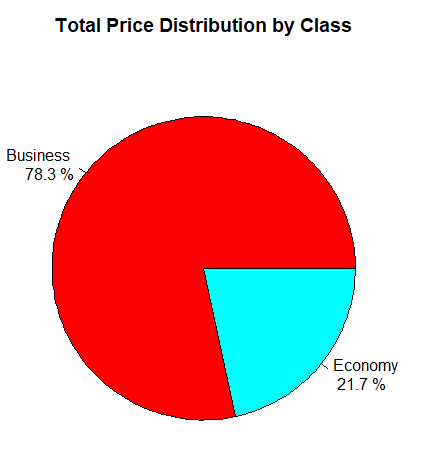 Total Price Distribution by Class
Business
78.3 %
Economy
21.7 %